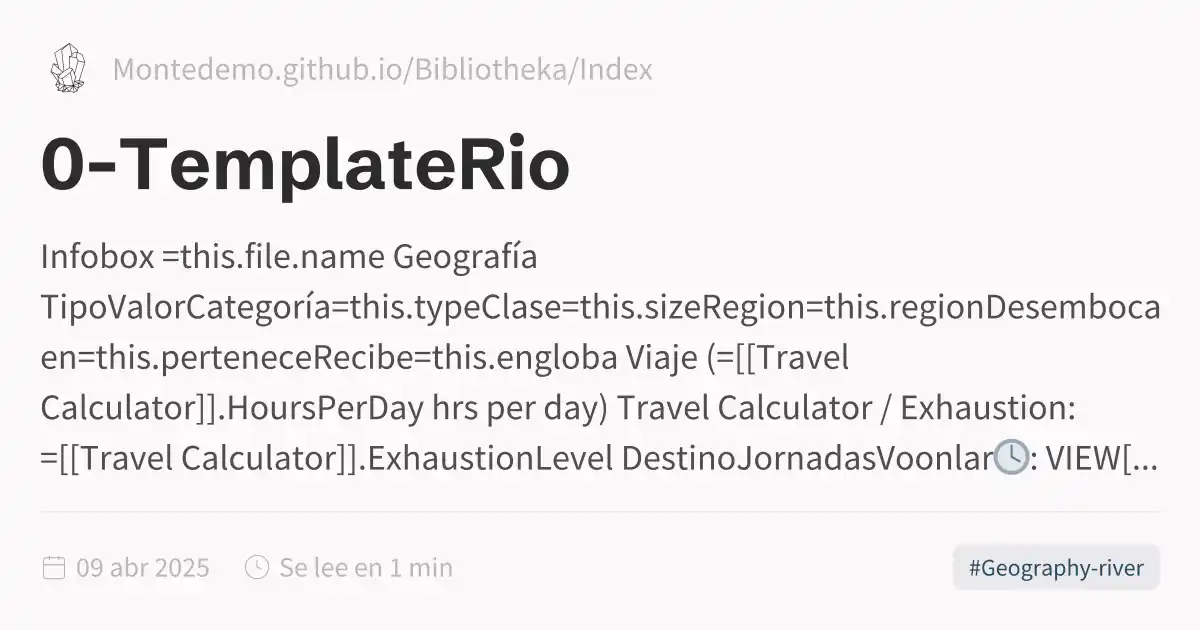 Montedemo.github.io/Bibliotheka/Index
0-TemplateRio
Infobox =this.file.name Geografía
TipoValorCategoría=this.typeClase=this.sizeRegion=this.regionDesemboca
en=this.perteneceRecibe=this.engloba Viaje (=[[Travel
Calculator]].HoursPerDay hrs per day) Travel Calculator / Exhaustion:
=[[Travel Calculator]].ExhaustionLevel DestinoJornadasVoonlar🕓: VIEW[...
09 abr 2025 Se lee en 1 min #Geography-river